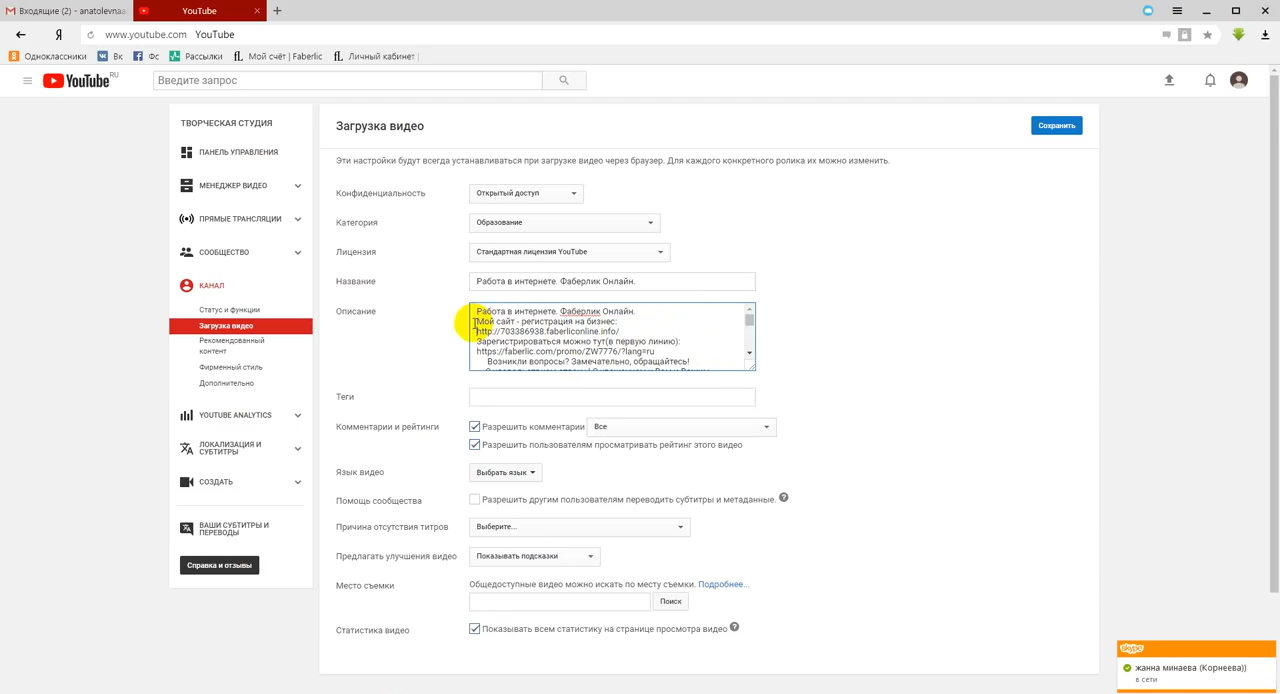 Входящие (2) - anatolevnaa
YouTube
www.youtube.com YouTube
Одноклассники Вк Фс Рассылки Мой счёт | Faberlic Личный кабинет
YouTube RU
Введите запрос
ТВОРЧЕСКАЯ СТУДИЯ
ПАНЕЛЬ УПРАВЛЕНИЯ
МЕНЕДЖЕР ВИДЕО
ПРЯМЫЕ ТРАНСЛЯЦИИ
СООБЩЕСТВО
КАНАЛ
Статус и функции
Загрузка видео
Рекомендованный
контент
Фирменный стиль
Дополнительно
YOUTUBE ANALYTICS
ЛОКАЛИЗАЦИЯ И
СУБТИТРЫ
СОЗДАТЬ
ВАШИ СУБТИТРЫ И
ПЕРЕВОДЫ
Справка и отзывы
Загрузка видео
Сохранить
Эти настройки будут всегда устанавливаться при загрузке видео через браузер. Для каждого конкретного ролика их можно изменить.
Конфиденциальность
Открытый доступ
Категория
Образование
Лицензия
Стандартная лицензия YouTube
Название
Работа в интернете. Фаберлик Онлайн.
Описание
Работа в интернете. Фаберлик Онлайн.
Мой сайт - регистрация на бизнес:
http://703386938.faberliconline.info/
Зарегистрироваться можно тут(в первую линию):
https://faberlic.com/promo/ZW7776/?lang=ru
Возникли вопросы? Замечательно, обращайтесь!
Теги
Комментарии и рейтинги
Разрешить комментарии
Все
Разрешить пользователям просматривать рейтинг этого видео
Язык видео
Выбрать язык
Помощь сообщества
Разрешить другим пользователям переводить субтитры и метаданные.
Причина отсутствия титров
Выберите...
Предлагать улучшения видео
Показывать подсказки
Место съемки
Общедоступные видео можно искать по месту съемки. Подробнее...
Поиск
Статистика видео
Показывать всем статистику на странице просмотра видео
skype
жанна минаева (Корнеева))
в сети